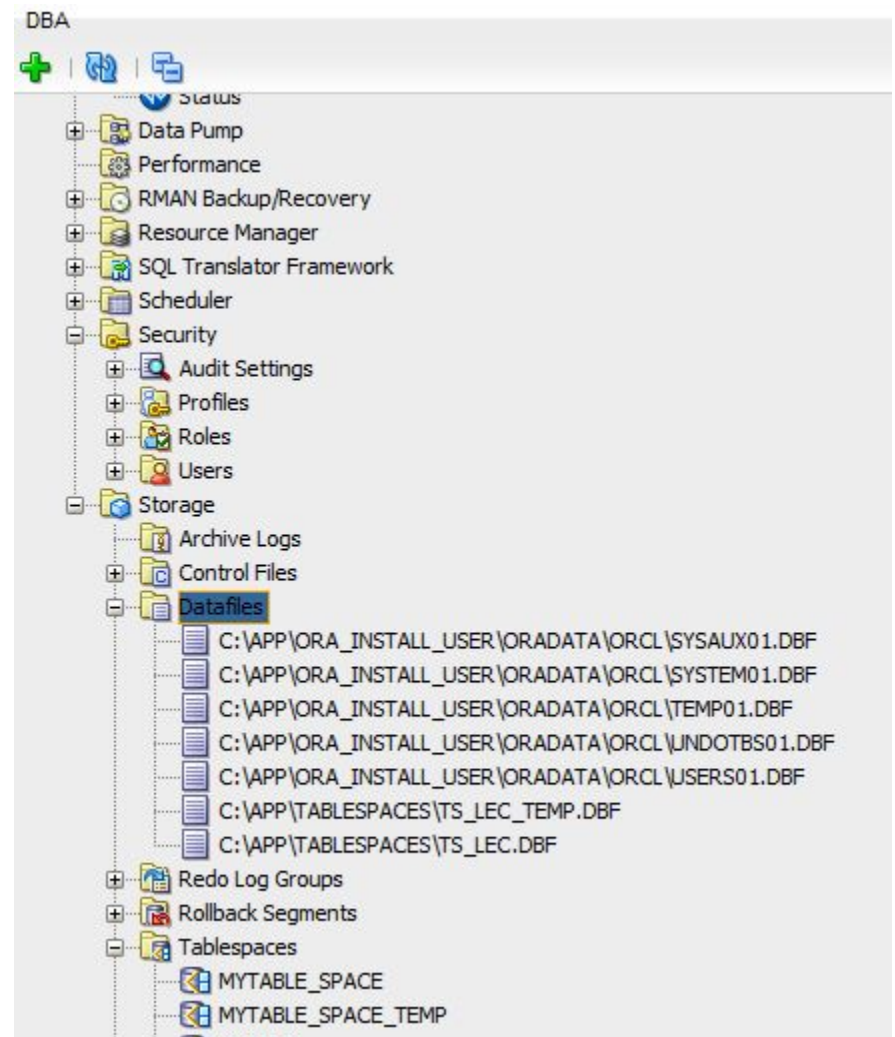 DBA
Status
Data Pump
Performance
RMAN Backup/Recovery
Resource Manager
SQL Translator Framework
Scheduler
Security
Audit Settings
Profiles
Roles
Users
Storage
Archive Logs
Control Files
Datafiles
C:\APP\ORA_INSTALL_USER\ORADATA\ORCL\SYSAUX01.DBF
C:\APP\ORA_INSTALL_USER\ORADATA\ORCL\SYSTEM01.DBF
C:\APP\ORA_INSTALL_USER\ORADATA\ORCL\TEMP01.DBF
C:\APP\ORA_INSTALL_USER\ORADATA\ORCL\UNDOTBS01.DBF
C:\APP\ORA_INSTALL_USER\ORADATA\ORCL\USERS01.DBF
C:\APP\TABLESPACES\TS_LEC_TEMP.DBF
C:\APP\TABLESPACES\TS_LEC.DBF
Redo Log Groups
Rollback Segments
Tablespaces
MYTABLE_SPACE
MYTABLE_SPACE_TEMP